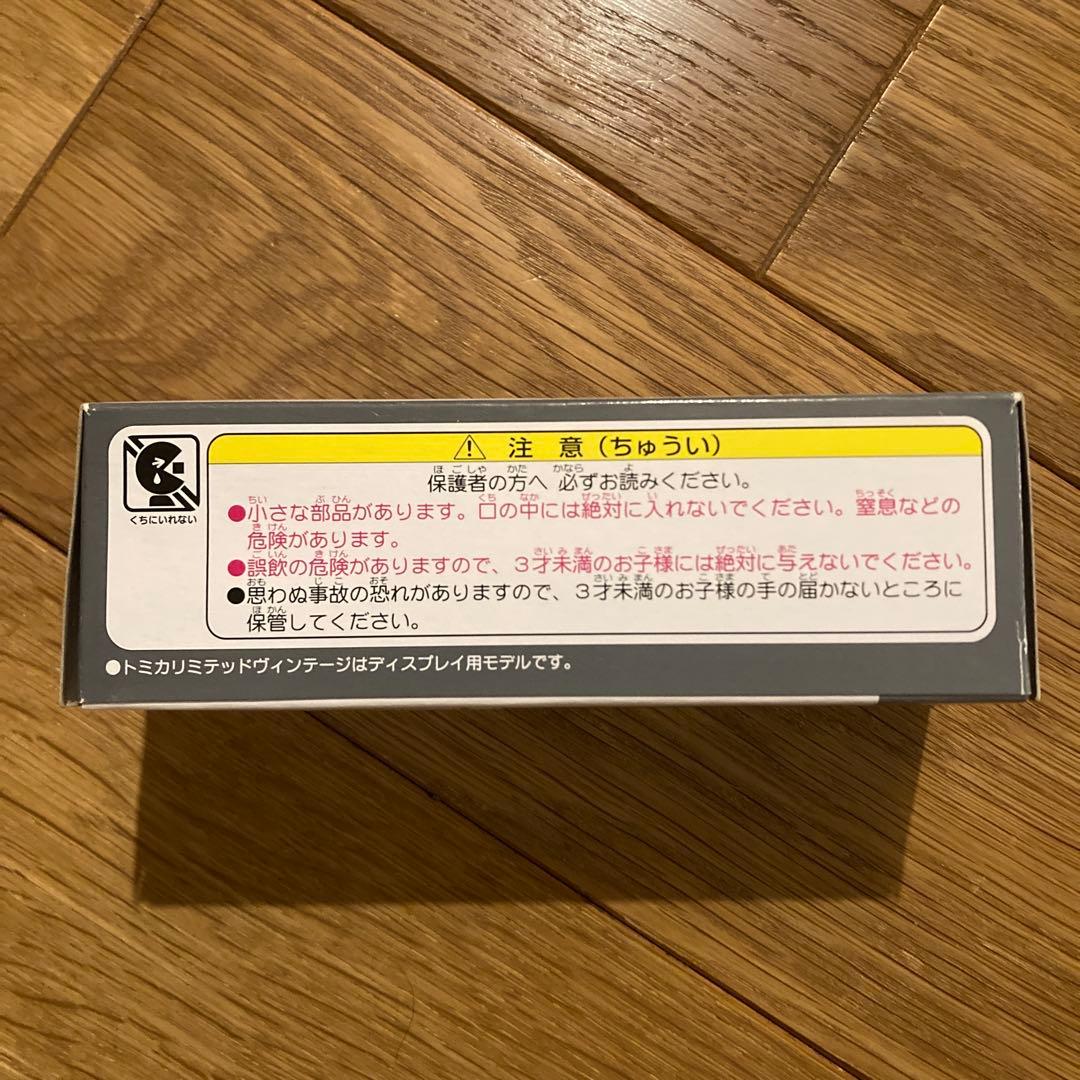 注 意（ちゅうい）
保護者の方へ 必ずお読みください。
●小さな部品があります。口の中には絶対に入れないでください。窒息などの
危険があります。
●誤飲の危険がありますので、３才未満のお子様には絶対に与えないでください。
●思わぬ事故の恐れがありますので、３才未満のお子様の手の届かないところに
保管してください。
くちにいれない
●トミカリミテッドヴィンテージはディスプレイ用モデルです。